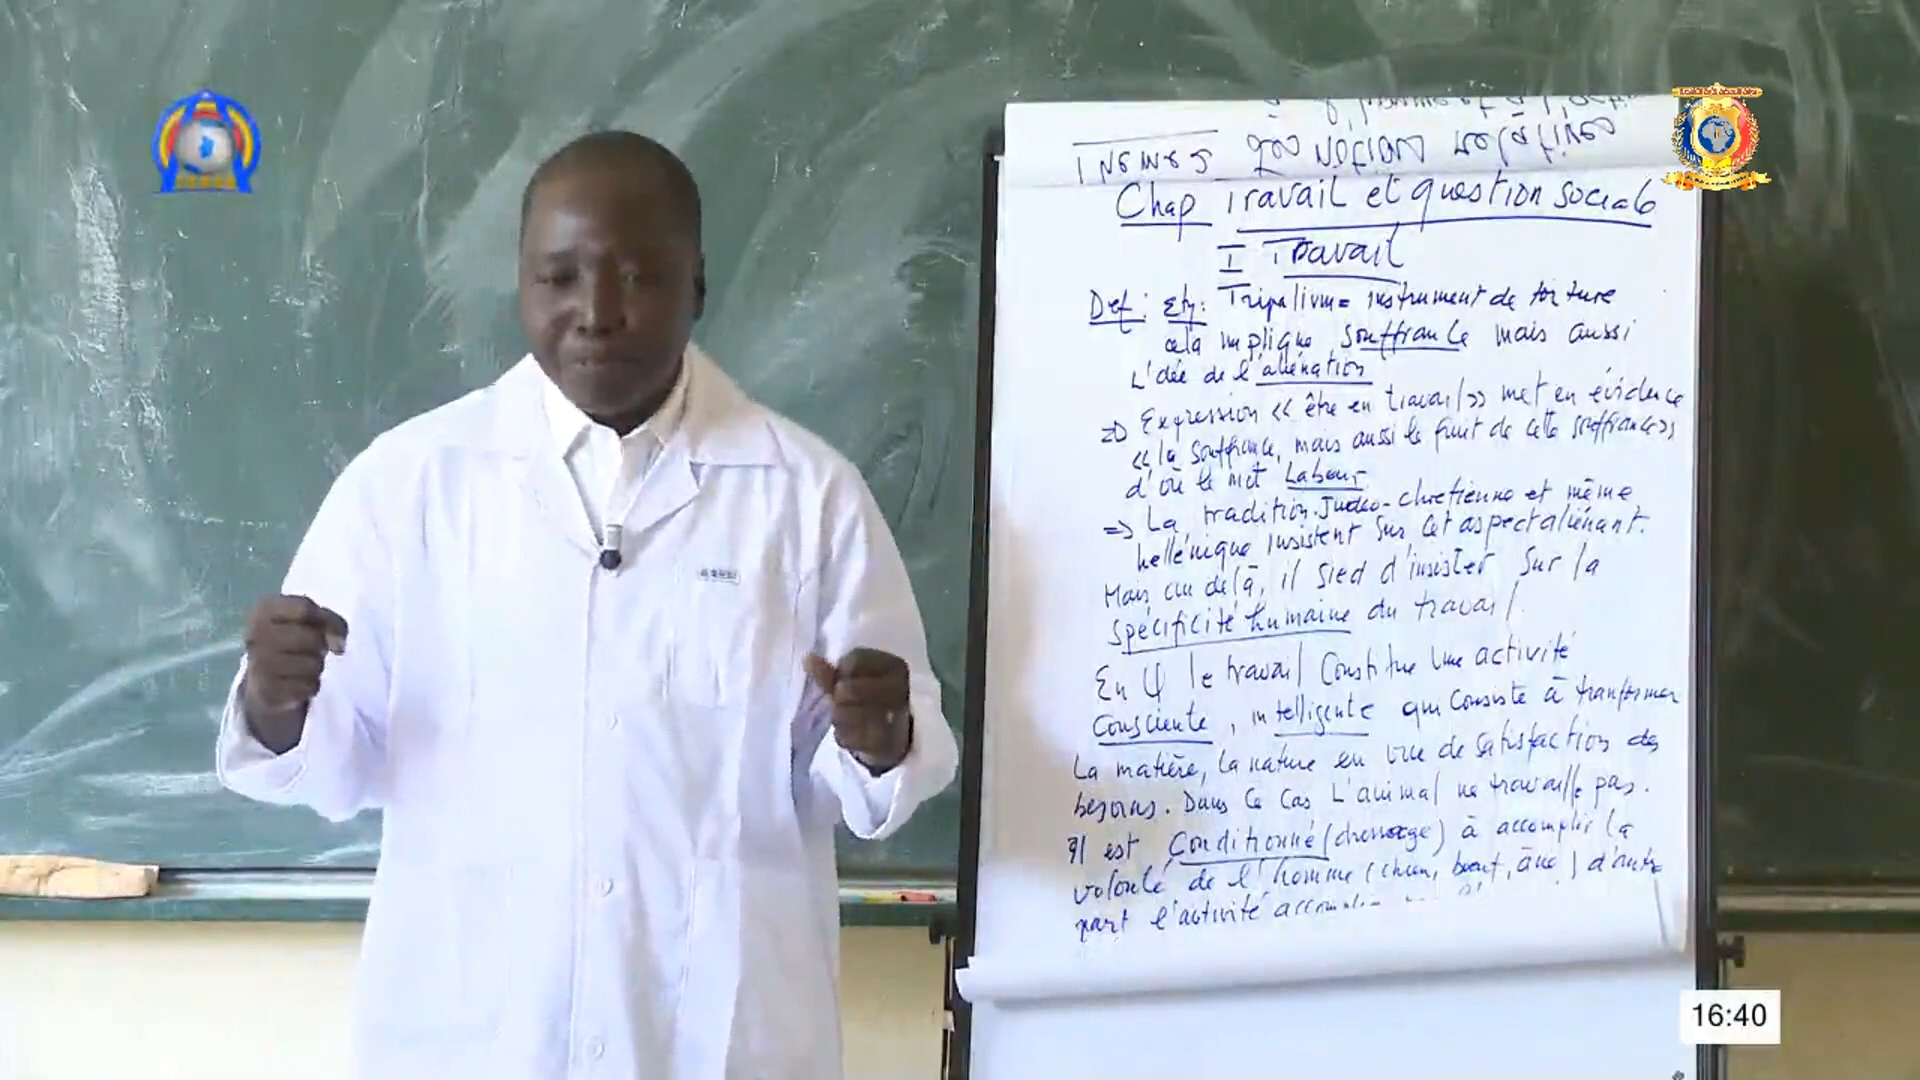 Chap Travail et question sociale
I Travail
Def: Ety: Tripalium = instrument de torture
cela implique souffrance mais aussi
L'idée de l'aliénation
=> Expression << être en travail >> met en évidence
<< la souffrance, mais aussi le fruit de cette souffrance >>
d'où le mot Labeur
=> La tradition Judéo-chrétienne et même
hellénique insistent sur cet aspect aliénant.
Mais au delà, il sied d'insister sur la
spécificité humaine du travail.
En φ le travail constitue une activité
consciente, intelligente qui consiste à transformer
La matière, la nature en vue de satisfaction des
besoins. Dans ce cas L'animal ne travaille pas.
Il est conditionné (dressage) à accomplir la
volonté de l'homme (chien, bœuf, âne) d'autre
part l'activité accomplie
16:40